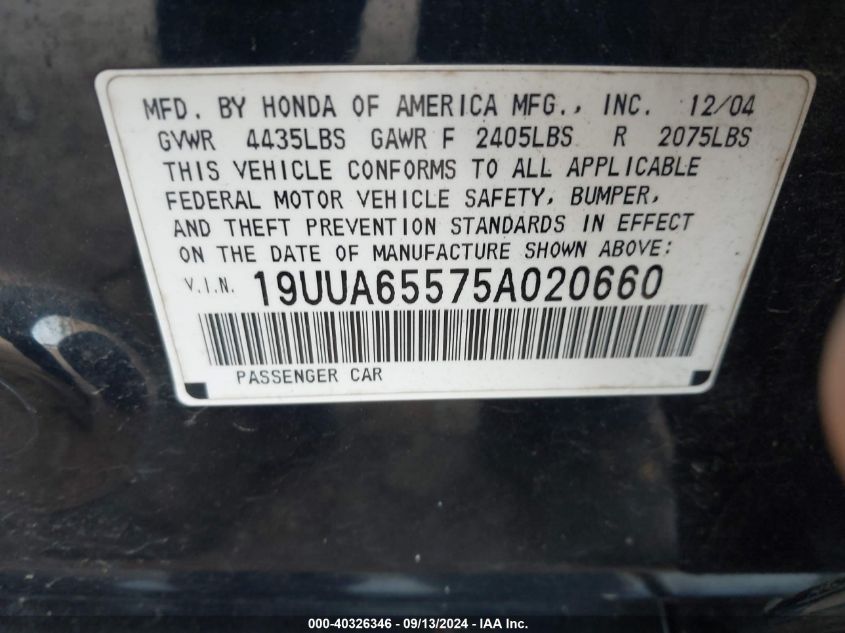 MFD. BY HONDA OF AMERICA MFG., INC. 12/04
GVWR 4435LBS GAWR F 2405LBS R 2075LBS
THIS VEHICLE CONFORMS TO ALL APPLICABLE
FEDERAL MOTOR VEHICLE SAFETY, BUMPER,
AND THEFT PREVENTION STANDARDS IN EFFECT
ON THE DATE OF MANUFACTURE SHOWN ABOVE:
V.I.N. 19UUA65575A020660
PASSENGER CAR
000-40326346 - 09/13/2024 - IAA Inc.